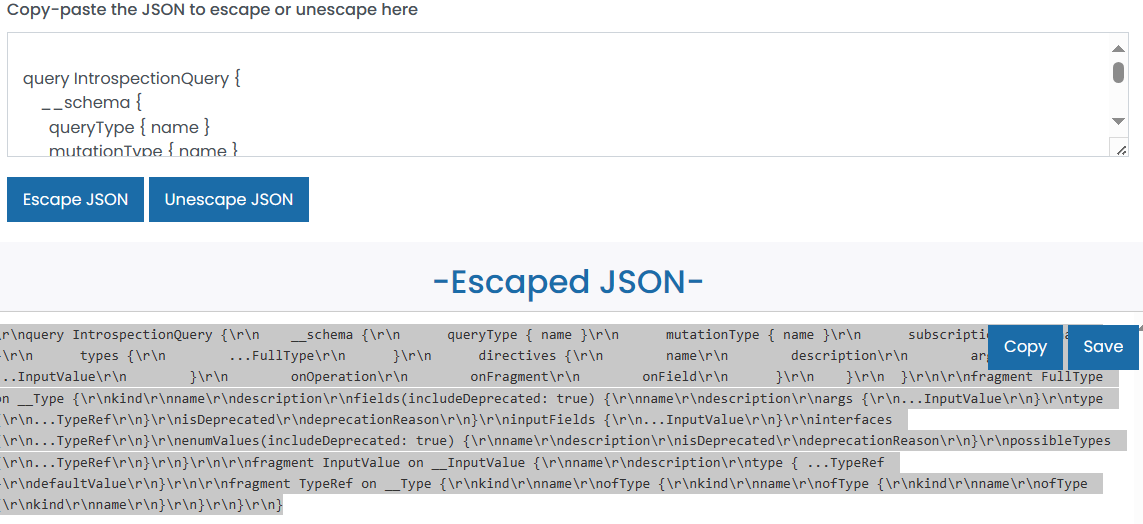 Copy-paste the JSON to escape or unescape here
query IntrospectionQuery {
__schema {
queryType { name }
mutationType { name }
Escape JSON Unescape JSON
-Escaped JSON-
\r\nquery IntrospectionQuery {\r\n __schema {\r\n queryType { name }\r\n mutationType { name }\r\n
Copy Save
\r\n types {\r\n ...FullType\r\n }\r\n directives {\r\n name\r\n description\r\n
...InputValue\r\n }\r\n onOperation\r\n onFragment\r\n onField\r\n }\r\n }\r\n }\r\n\r\n\r\nfragment FullType
on __Type {\r\nkind\r\nname\r\ndescription\r\nfields(includeDeprecated: true) {\r\nname\r\ndescription\r\nargs {\r\n...InputValue\r\n}\r\ntype
{\r\n...TypeRef\r\n}\r\nisDeprecated\r\ndeprecationReason\r\n}\r\ninputFields {\r\n...InputValue\r\n}\r\ninterfaces
{\r\n...TypeRef\r\n}\r\nenumValues(includeDeprecated: true) {\r\nname\r\ndescription\r\nisDeprecated\r\ndeprecationReason\r\n}\r\npossibleTypes
{\r\n...TypeRef\r\n}\r\n}\r\n\r\nfragment InputValue on __InputValue {\r\nname\r\ndescription\r\ntype { ...TypeRef
}\r\ndefaultValue\r\n}\r\n\r\nfragment TypeRef on __Type {\r\nkind\r\nname\r\nofType {\r\nkind\r\nname\r\nofType {\r\nkind\r\nname\r\nofType
{\r\nkind\r\nname\r\n}\r\n}\r\n}\r\n}